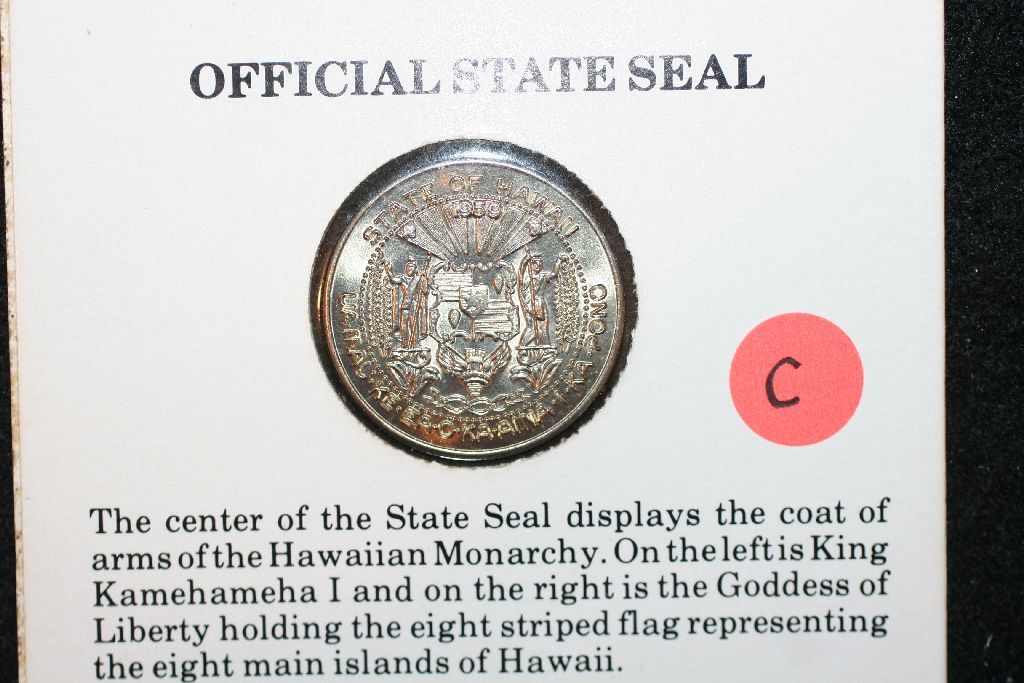 OFFICIAL STATE SEAL
STATE OF HAWAII
1959
UA·MAU·KE·EA·O·KA·AINA·I·KA·PONO
C
The center of the State Seal displays the coat of
arms of the Hawaiian Monarchy. On the left is King
Kamehameha I and on the right is the Goddess of
Liberty holding the eight striped flag representing
the eight main islands of Hawaii.